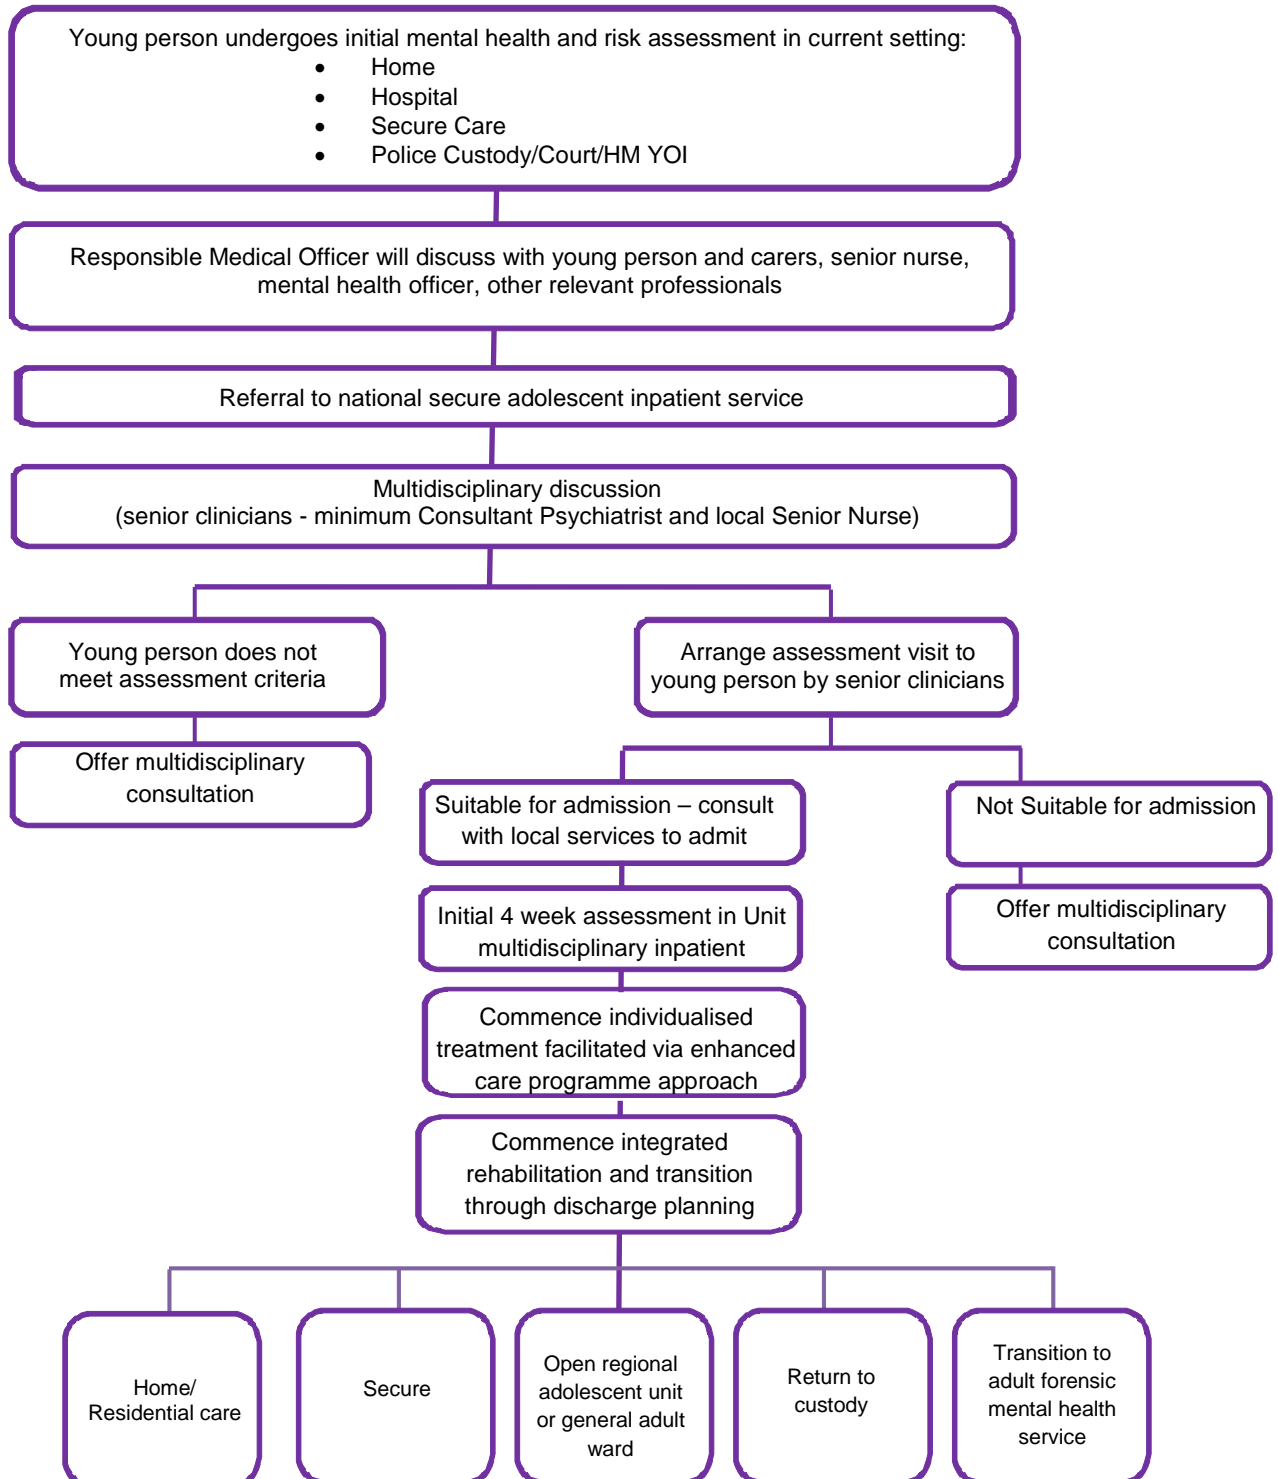 Young person undergoes initial mental health and risk assessment in current setting:
• Home
• Hospital
• Secure Care
• Police Custody/Court/HM YOI
Responsible Medical Officer will discuss with young person and carers, senior nurse,
mental health officer, other relevant professionals
Referral to national secure adolescent inpatient service
Multidisciplinary discussion
(senior clinicians - minimum Consultant Psychiatrist and local Senior Nurse)
Young person does not
meet assessment criteria
Offer multidisciplinary
consultation
Arrange assessment visit to
young person by senior clinicians
Suitable for admission – consult
with local services to admit
Not Suitable for admission
Initial 4 week assessment in Unit
multidisciplinary inpatient
Offer multidisciplinary
consultation
Commence individualised
treatment facilitated via enhanced
care programme approach
Commence integrated
rehabilitation and transition
through discharge planning
Home/
Residential care
Secure
Open regional
adolescent unit
or general adult
ward
Return to
custody
Transition to
adult forensic
mental health
service